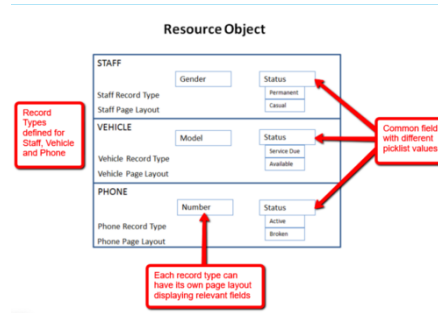 Resource Object
STAFF
Gender
Status
Staff Record Type
Permanent
Staff Page Layout
Casual
Record
Types
defined for
Staff, Vehicle
and Phone
Common field
with different
picklist values
VEHICLE
Model
Status
Service Due
Vehicle Record Type
Available
Vehicle Page Layout
PHONE
Number
Status
Active
Phone Record Type
Broken
Phone Page Layout
Each record type can
have its own page layout
displaying relevant fields